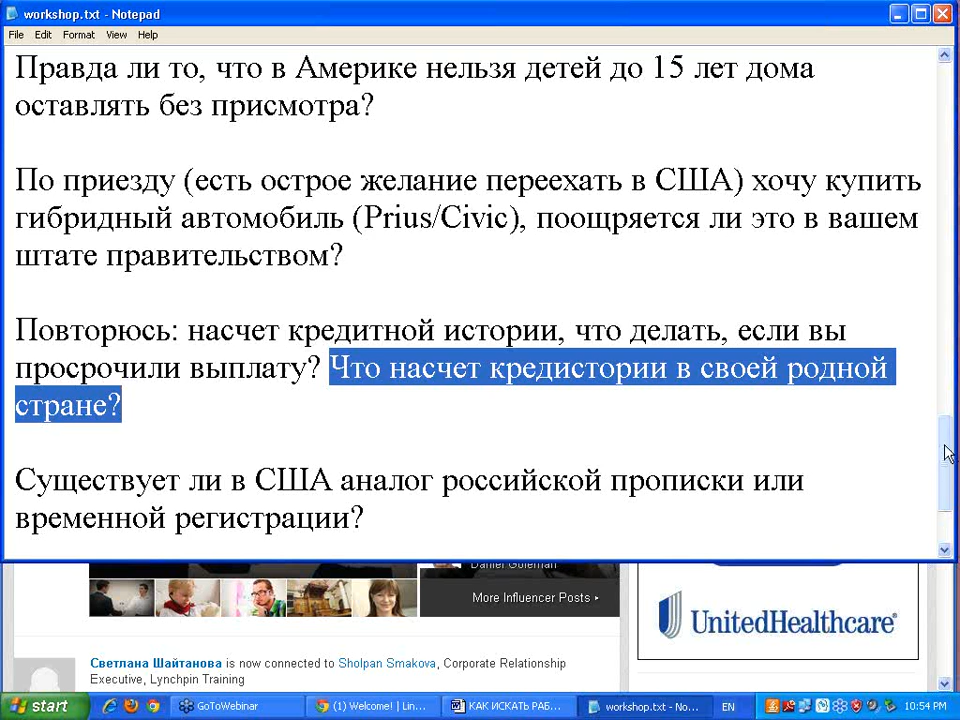 workshop.txt - Notepad
File Edit Format View Help
Правда ли то, что в Америке нельзя детей до 15 лет дома
оставлять без присмотра?
По приезду (есть острое желание переехать в США) хочу купить
гибридный автомобиль (Prius/Civic), поощряется ли это в вашем
штате правительством?
Повторюсь: насчет кредитной истории, что делать, если вы
просрочили выплату? Что насчет кредистории в своей родной
стране?
Существует ли в США аналог российской прописки или
временной регистрации?
Daniel Goleman
More Influencer Posts ▸
UnitedHealthcare®
Светлана Шайтанова is now connected to Sholpan Smakova, Corporate Relationship
Executive, Lynchpin Training
start GoToWebinar (1) Welcome! | Lin... КАК ИСКАТЬ РАБ... workshop.txt - No... EN 10:54 PM